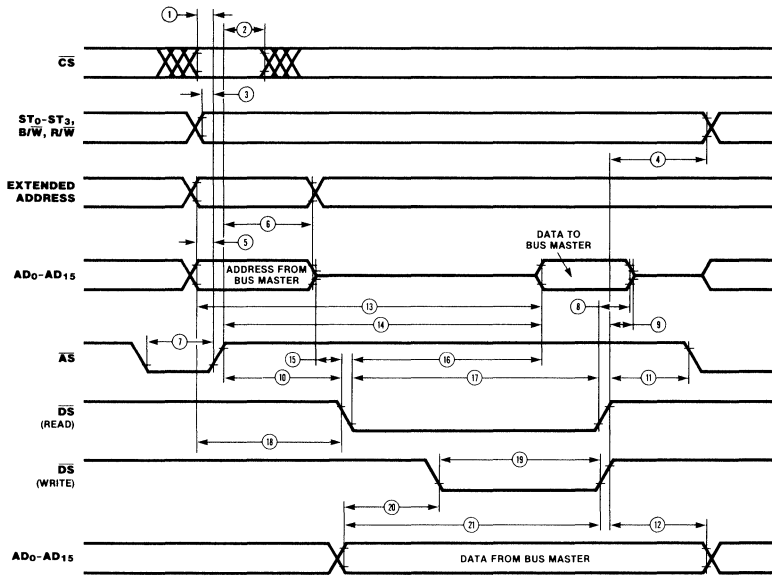 1
2
CS
3
ST0-ST3,
B/W, R/W
4
EXTENDED
ADDRESS
6
5
DATA TO
BUS MASTER
AD0-AD15
ADDRESS FROM
BUS MASTER
13
8
14
9
7
AS
15
16
10
17
11
DS
(READ)
18
19
DS
(WRITE)
20
21
12
AD0-AD15
DATA FROM BUS MASTER